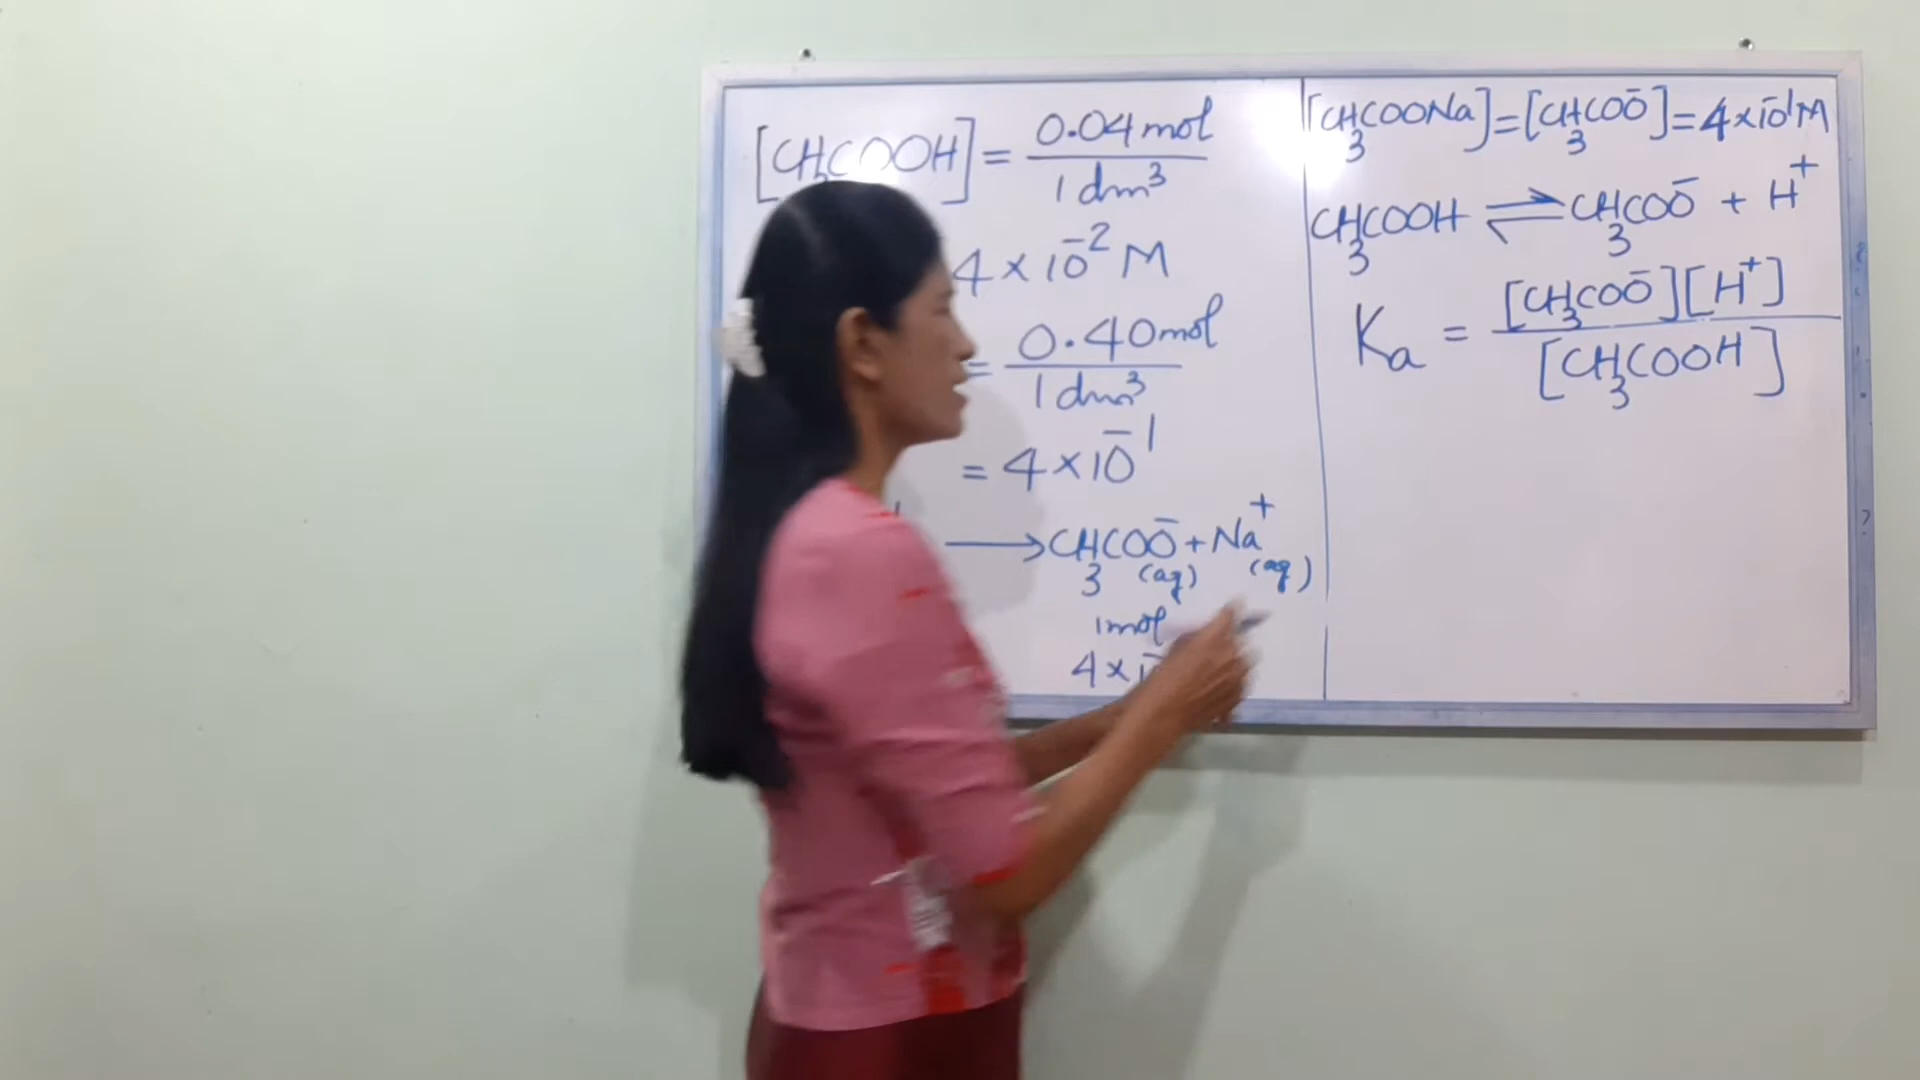 [CH3COOH] = 0.04 mol
1 dm³
4 × 10⁻² M
= 0.40 mol
1 dm³
= 4 × 10⁻¹
⟶ CH3COO⁻ + Na⁺
(aq) (aq)
1 mol
4 ×
[CH3COONa] = [CH3COO⁻] = 4 × 10⁻¹ M
CH3COOH ⇌ CH3COO⁻ + H⁺
Ka = [CH3COO⁻][H⁺]
[CH3COOH]